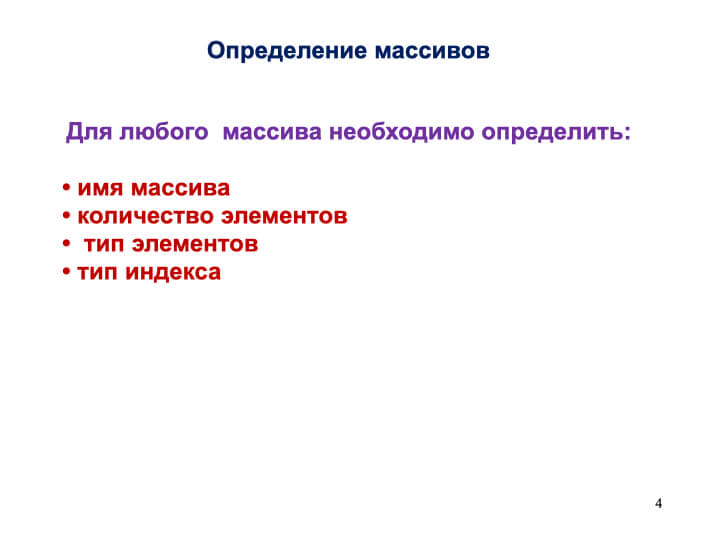 Определение массивов
Для любого массива необходимо определить:
• имя массива
• количество элементов
• тип элементов
• тип индекса
4